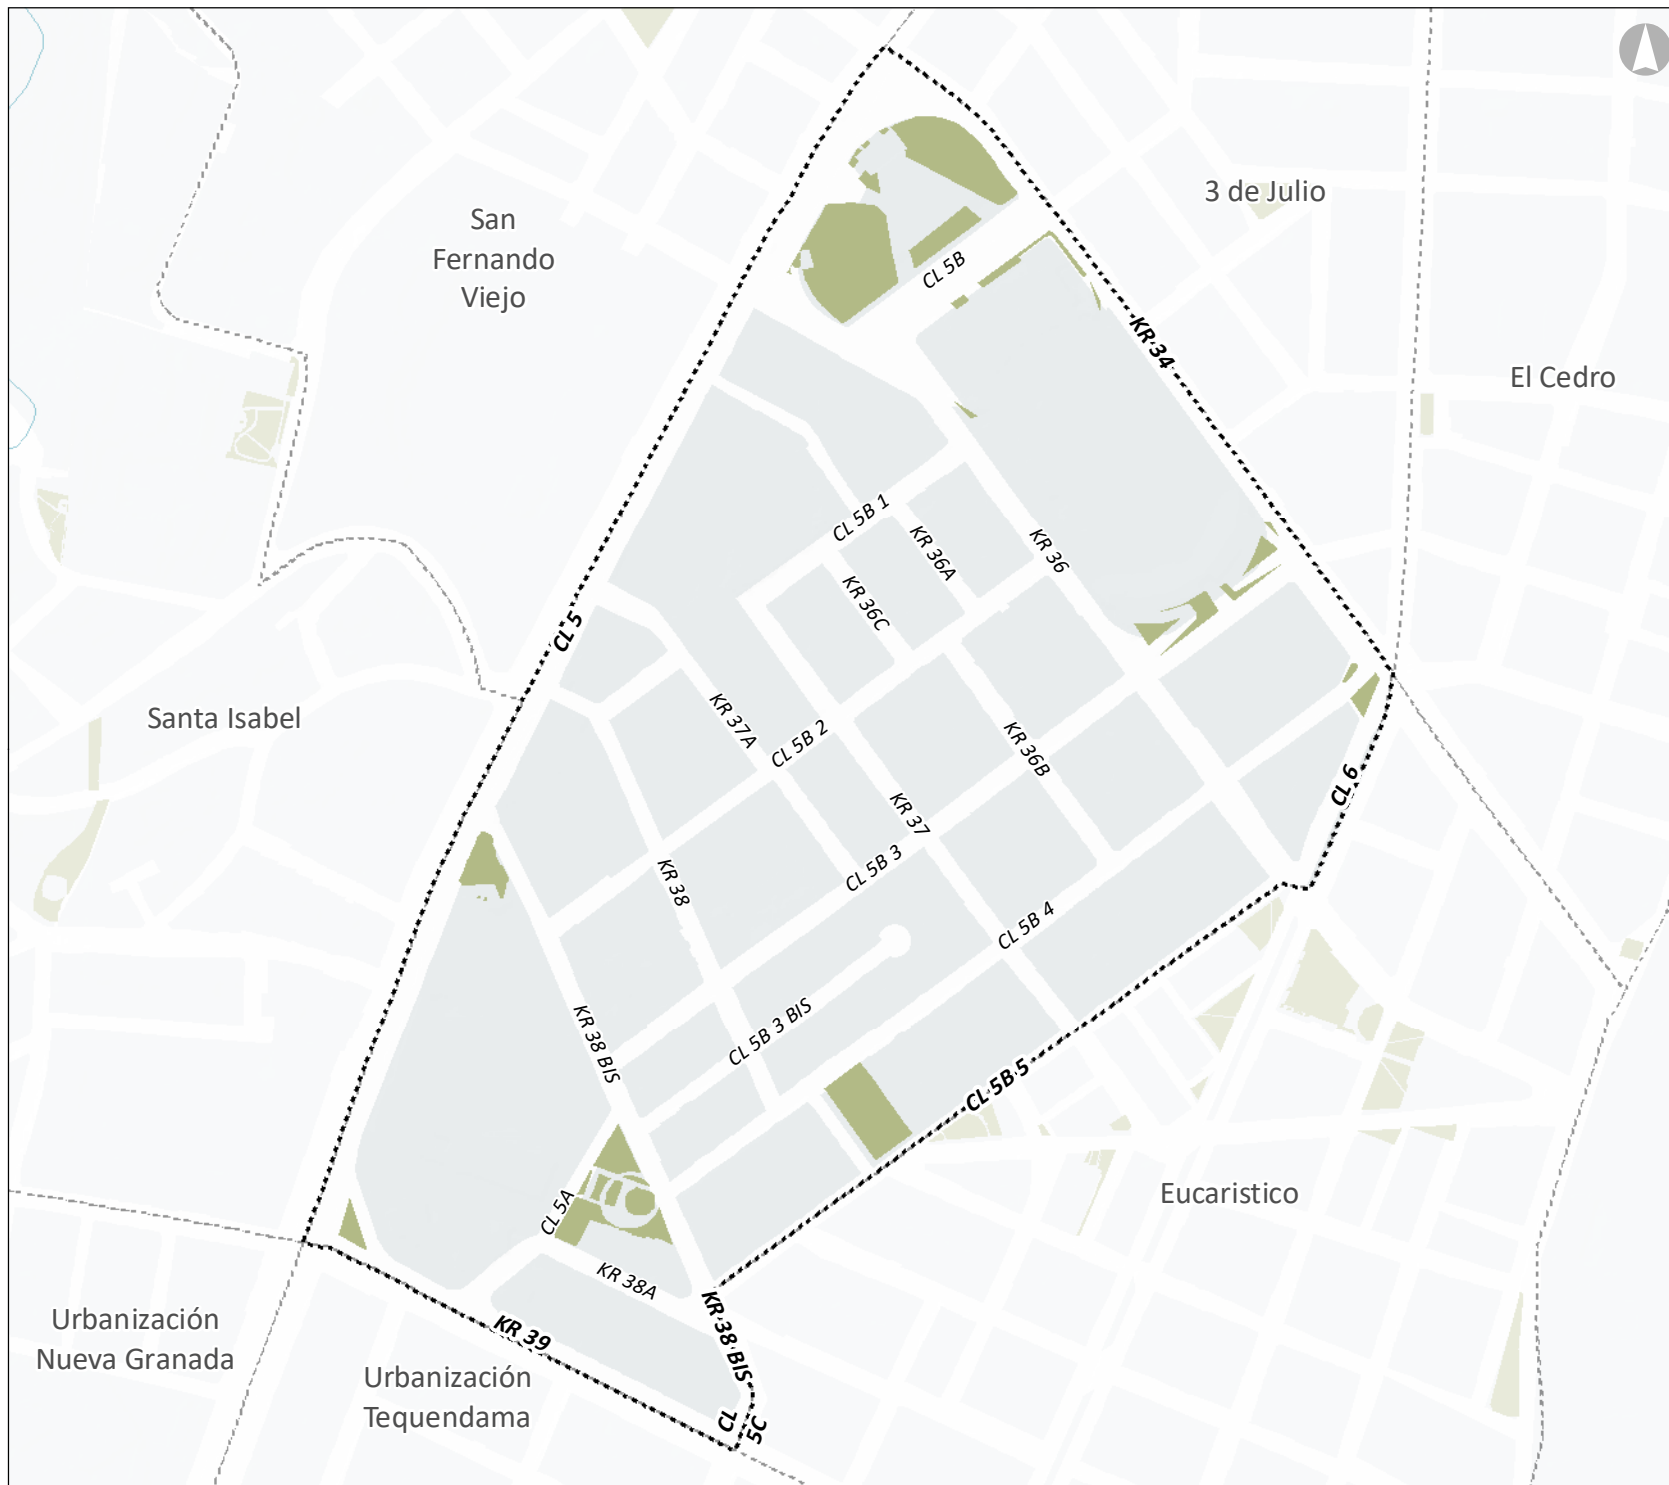 3 de Julio
San
Fernando
Viejo
CL 5B
KR 34
El Cedro
CL 5B 1
KR 36A
KR 36
KR 36C
CL 5
Santa Isabel
KR 37A
CL 5B 2
KR 36B
CL 6
KR 37
CL 5B 3
KR 38
CL 5B 4
CL 5B 3 BIS
KR 38 BIS
CL 5B 5
Eucaristico
CL 5A
KR 38A
Urbanización
Nueva Granada
KR 39
KR 38 BIS
Urbanización
Tequendama
CL
5C